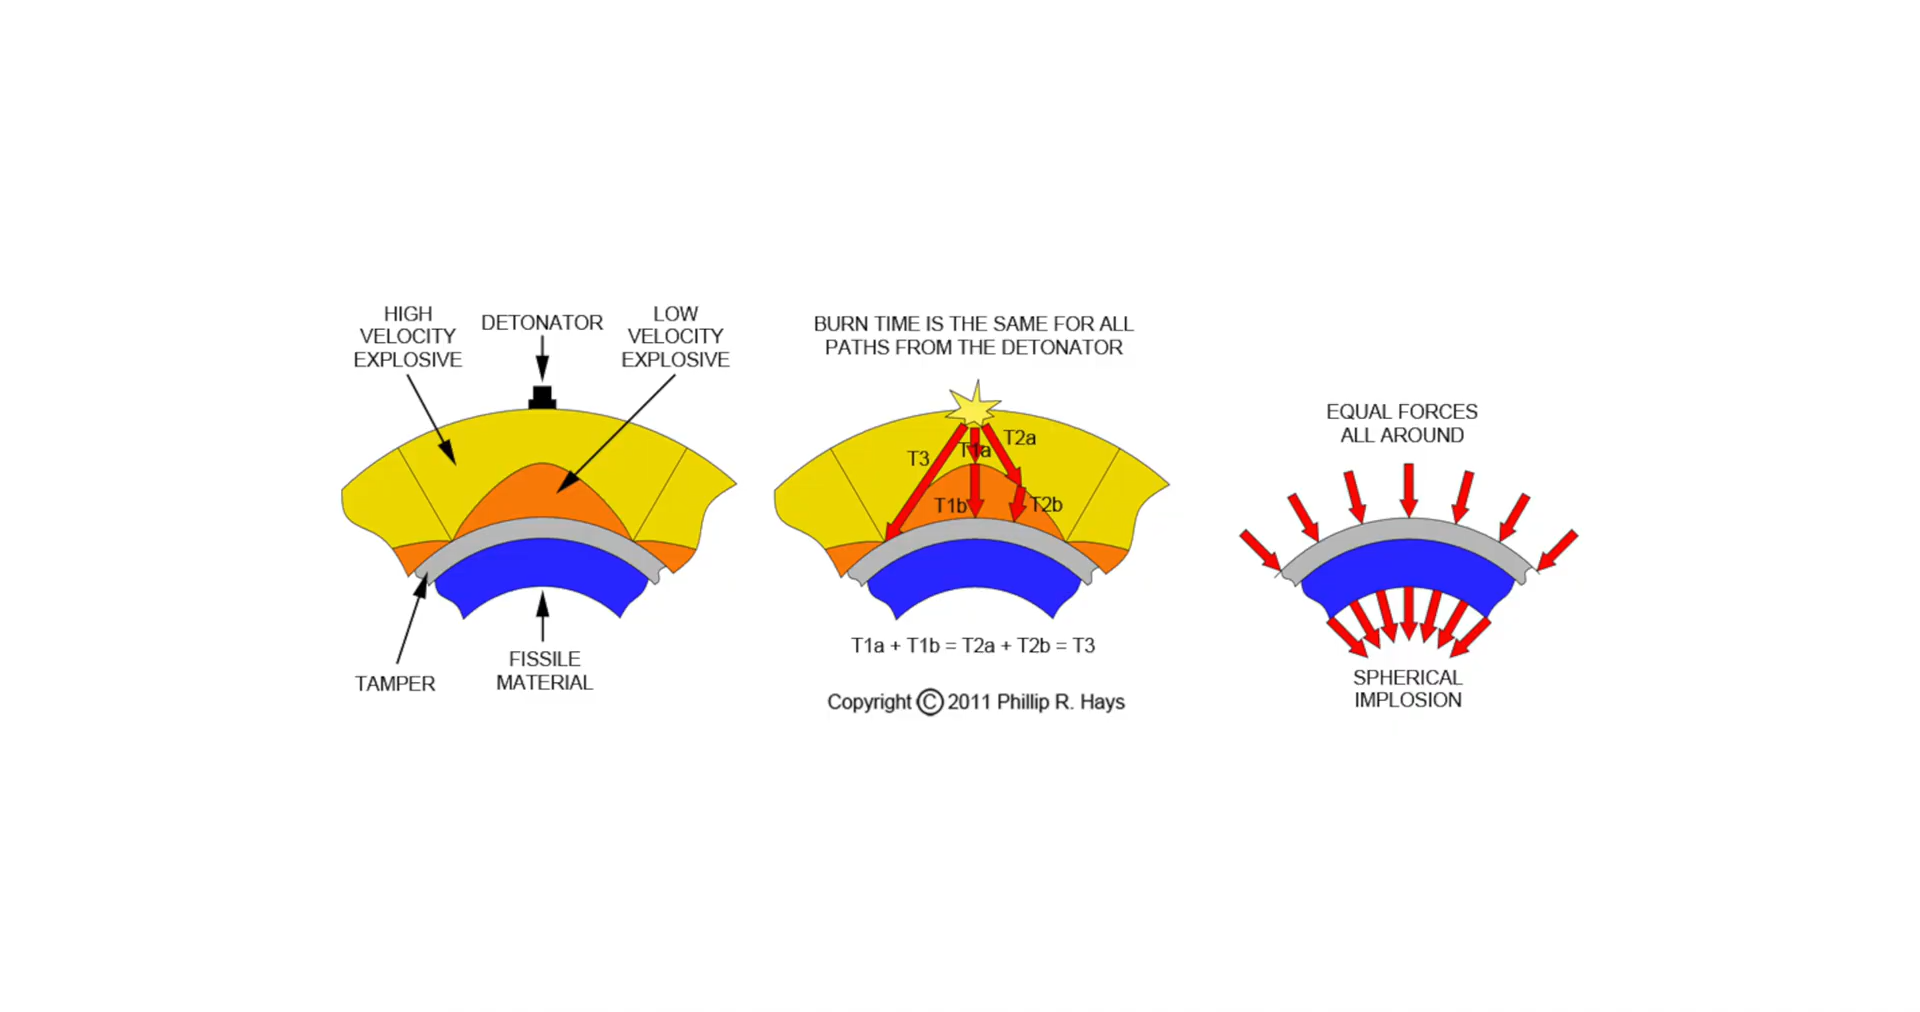 HIGH
VELOCITY
EXPLOSIVE
DETONATOR
LOW
VELOCITY
EXPLOSIVE
TAMPER
FISSILE
MATERIAL
BURN TIME IS THE SAME FOR ALL
PATHS FROM THE DETONATOR
T3
T1a
T2a
T1b
T2b
T1a + T1b = T2a + T2b = T3
Copyright © 2011 Phillip R. Hays
EQUAL FORCES
ALL AROUND
SPHERICAL
IMPLOSION